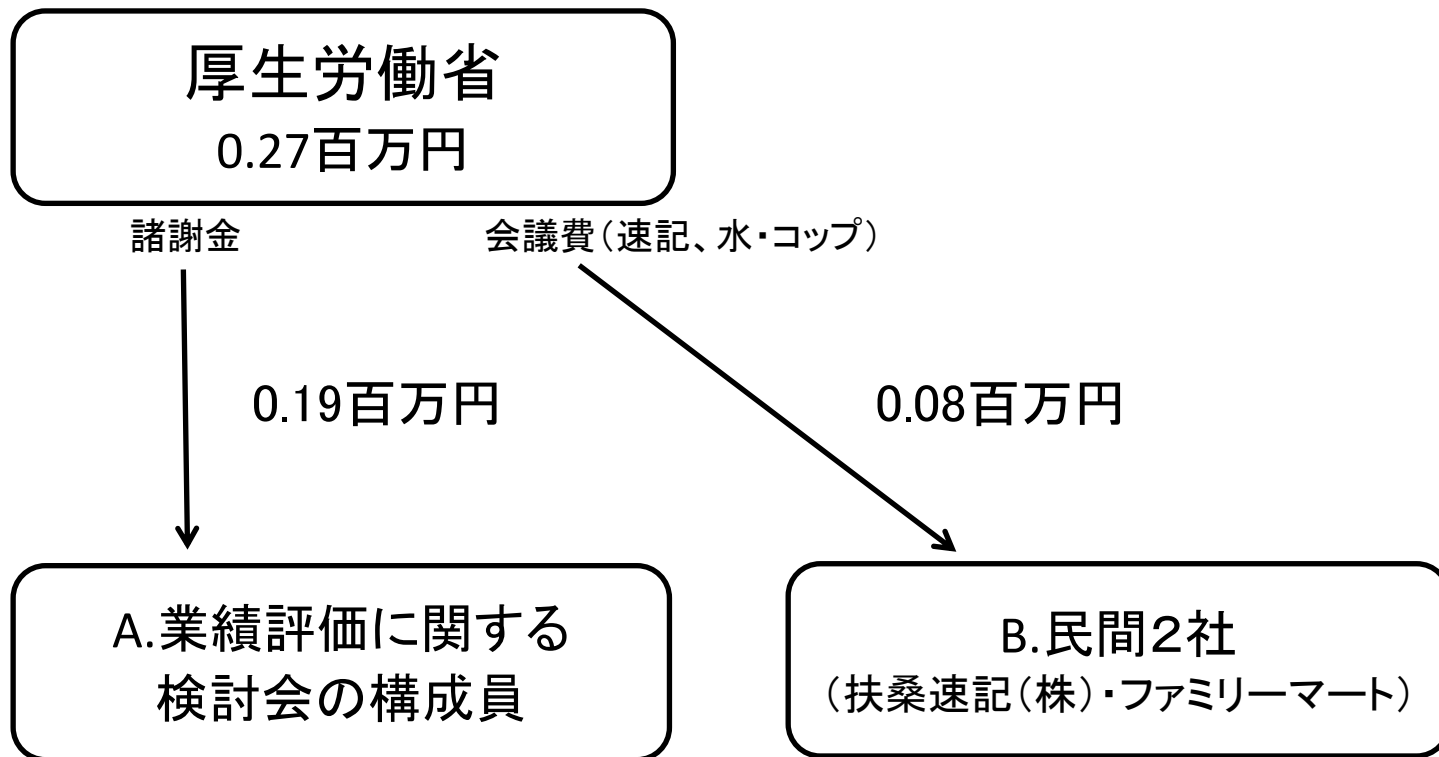 厚生労働省
0.27百万円
諸謝金
会議費（速記、水・コップ）
0.19百万円
0.08百万円
A.業績評価に関する
検討会の構成員
B.民間２社
（扶桑速記（株）・ファミリーマート）